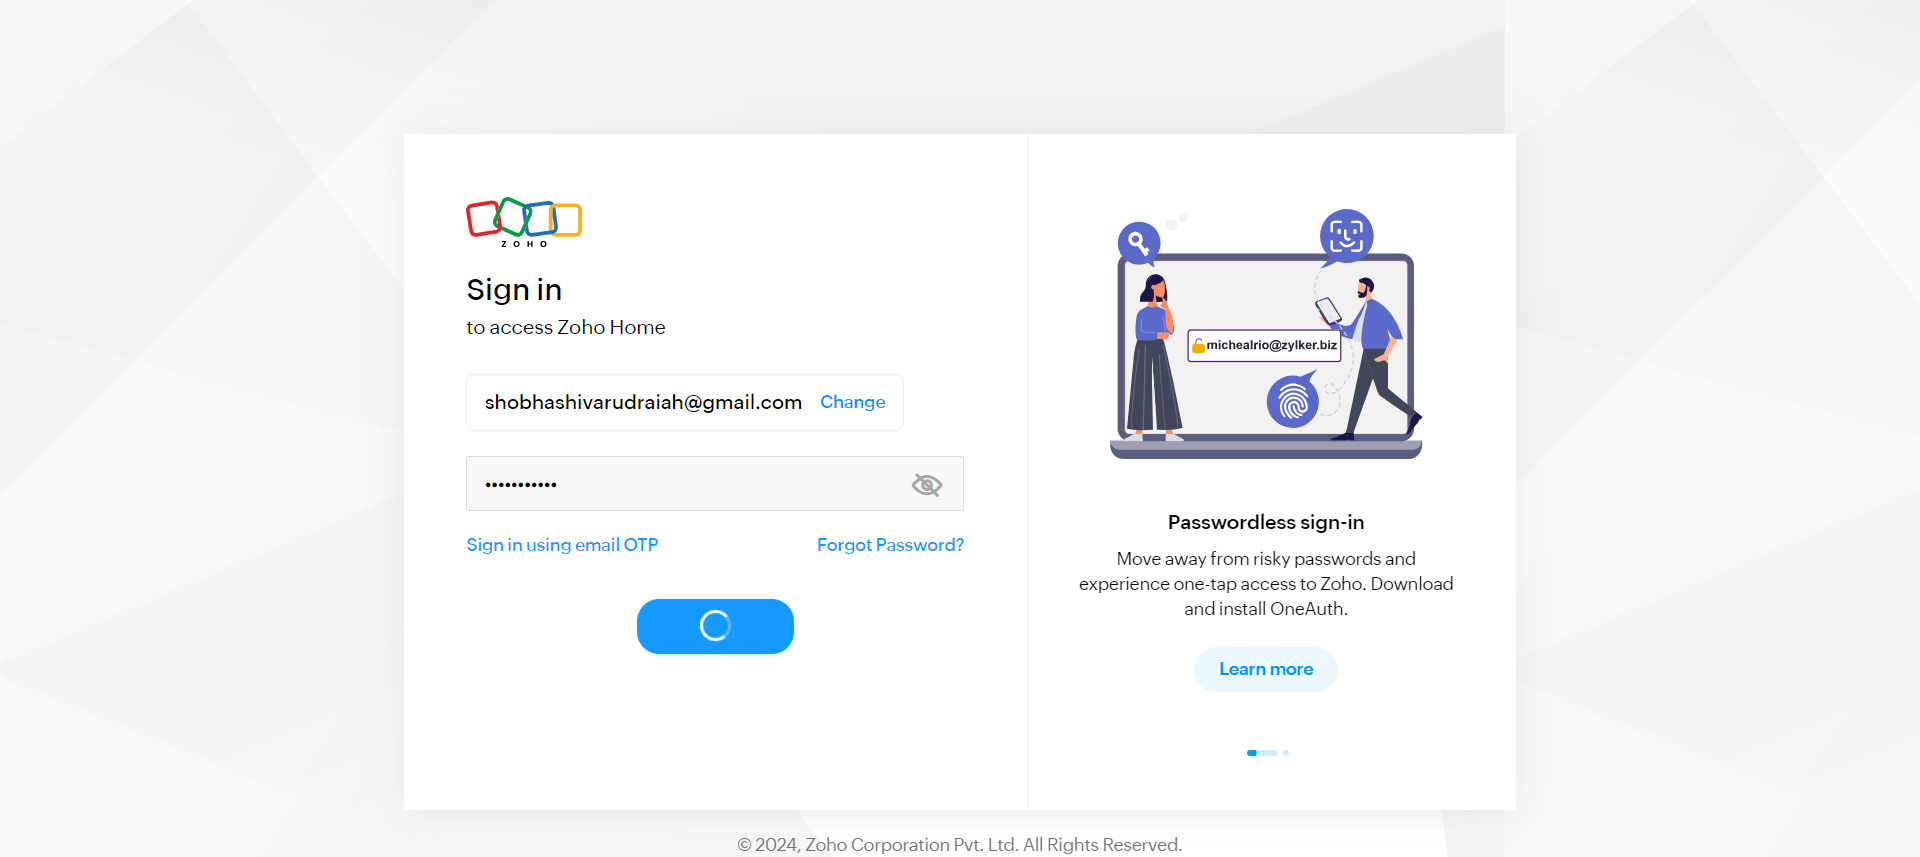 ZOHO
Sign in
to access Zoho Home
shobhashivarudraiah@gmail.com Change
•••••••••••
Sign in using email OTP Forgot Password?
michealrio@zylker.biz
Passwordless sign-in
Move away from risky passwords and
experience one-tap access to Zoho. Download
and install OneAuth.
Learn more
© 2024, Zoho Corporation Pvt. Ltd. All Rights Reserved.